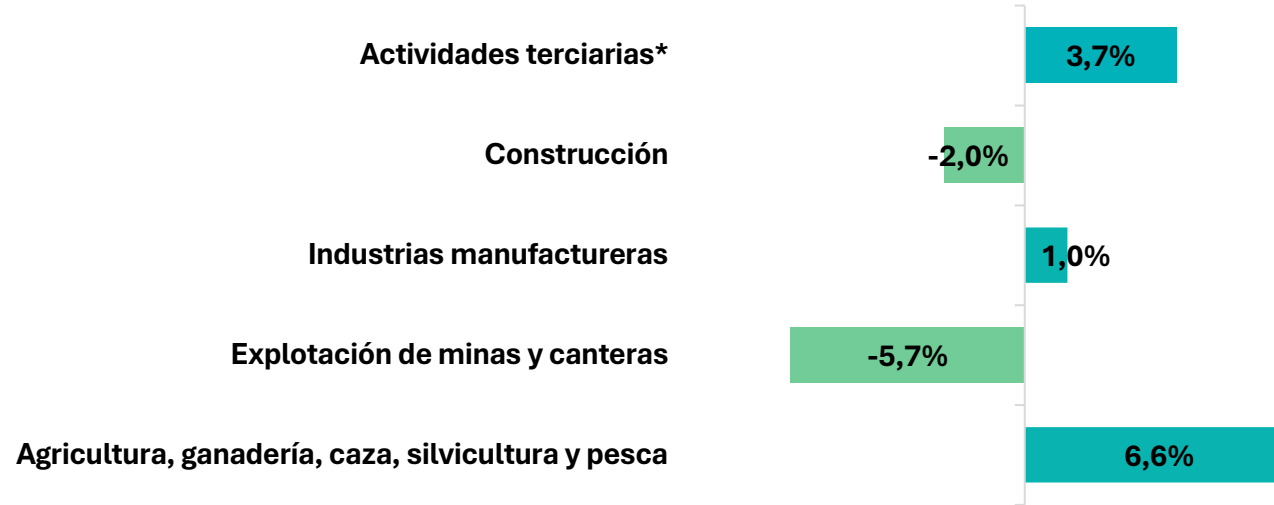 Actividades terciarias* 3,7%
Construcción -2,0%
Industrias manufactureras 1,0%
Explotación de minas y canteras -5,7%
Agricultura, ganadería, caza, silvicultura y pesca 6,6%